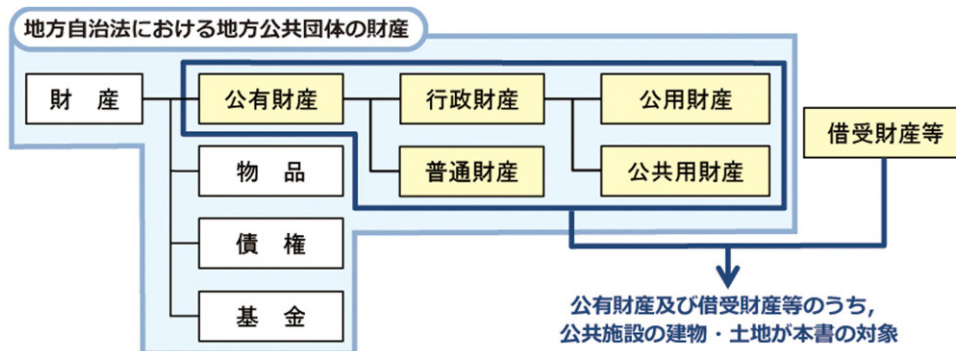 地方自治法における地方公共団体の財産
財 産
公有財産
行政財産
公用財産
借受財産等
物 品
普通財産
公共用財産
債 権
基 金
公有財産及び借受財産等のうち,
公共施設の建物・土地が本書の対象